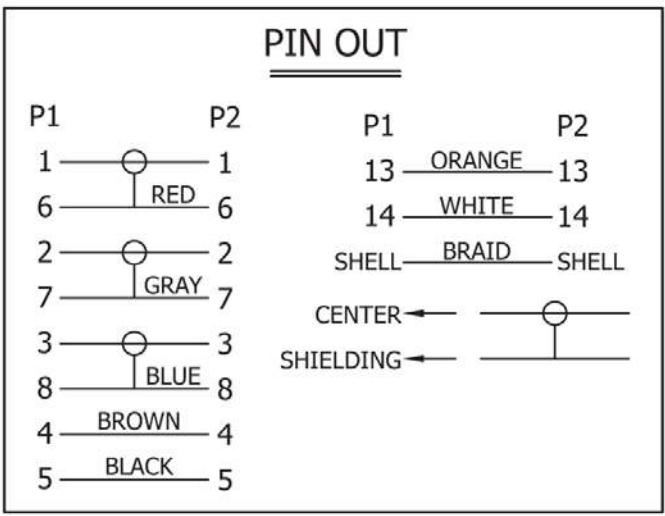 PIN OUT
P1 P2
1 1
6 RED 6
2 2
7 GRAY 7
3 3
8 BLUE 8
4 BROWN 4
5 BLACK 5
P1 P2
13 ORANGE 13
14 WHITE 14
SHELL BRAID SHELL
CENTER
SHIELDING